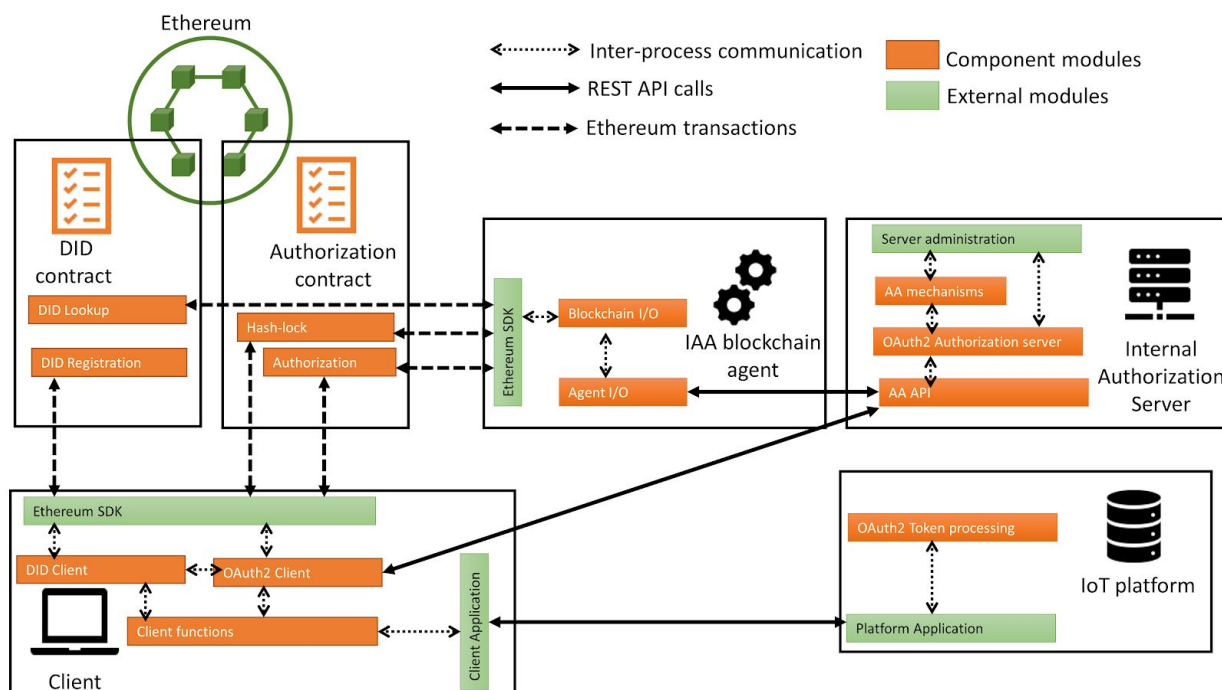 Ethereum
Inter-process communication
REST API calls
Ethereum transactions
Component modules
External modules
DID
contract
DID Lookup
DID Registration
Authorization
contract
Hash-lock
Authorization
Ethereum SDK
Blockchain I/O
Agent I/O
IAA blockchain
agent
Server administration
AA mechanisms
OAuth2 Authorization server
AA API
Internal
Authorization
Server
Ethereum SDK
DID Client
OAuth2 Client
Client functions
Client Application
Client
OAuth2 Token processing
Platform Application
IoT platform